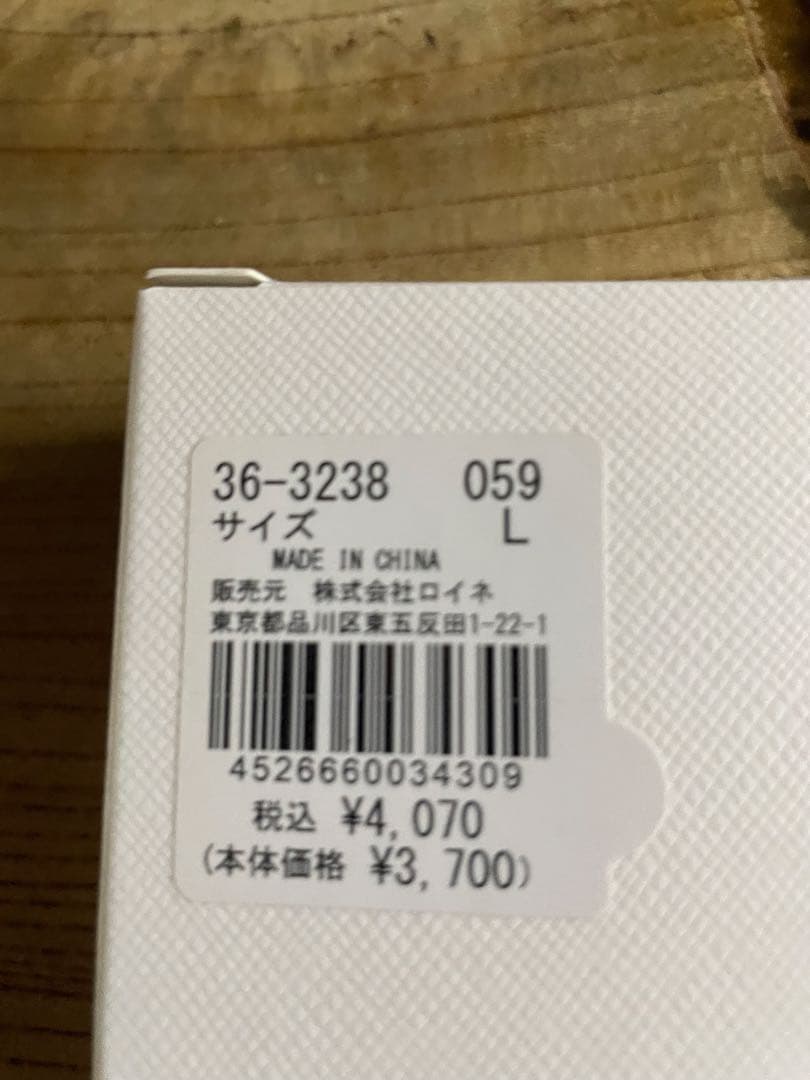 36-3238 059
サイズ L
MADE IN CHINA
販売元 株式会社ロイネ
東京都品川区東五反田1-22-1
4526660034309
税込 ¥4,070
(本体価格 ¥3,700)